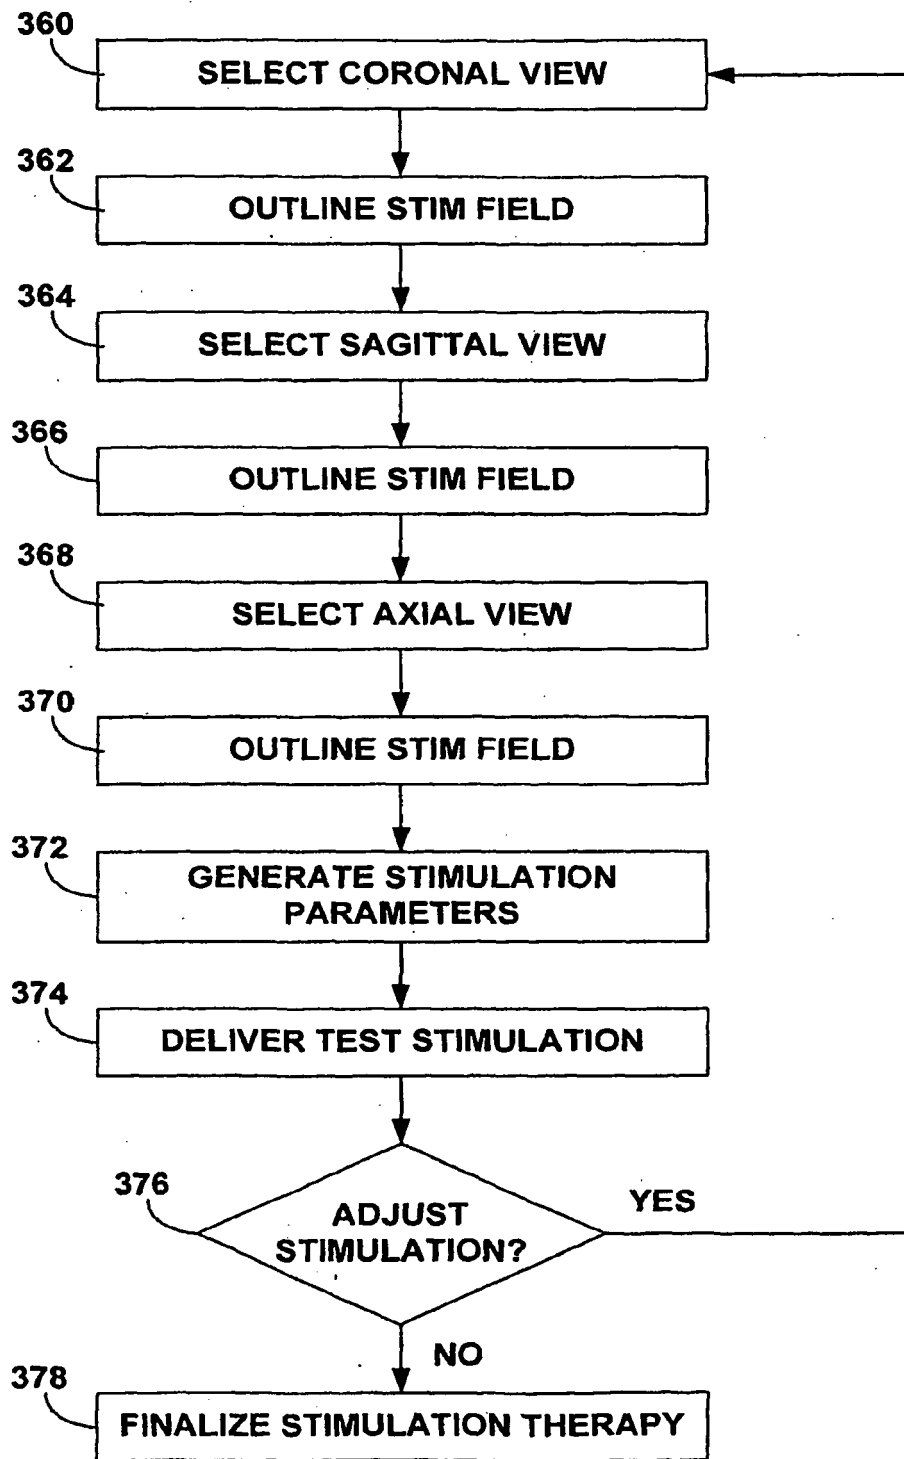 360
SELECT CORONAL VIEW
362
OUTLINE STIM FIELD
364
SELECT SAGITTAL VIEW
366
OUTLINE STIM FIELD
368
SELECT AXIAL VIEW
370
OUTLINE STIM FIELD
372
GENERATE STIMULATION
PARAMETERS
374
DELIVER TEST STIMULATION
376
ADJUST
STIMULATION?
YES
NO
378
FINALIZE STIMULATION THERAPY